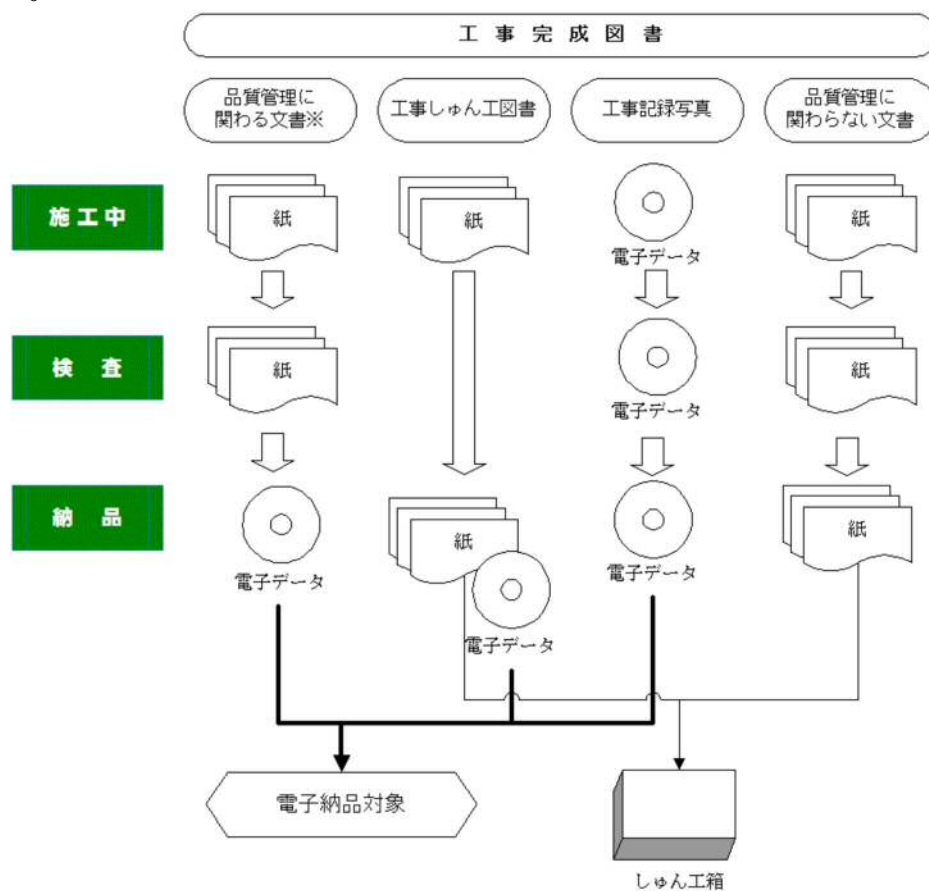 工事完成図書
品質管理に
関わる文書※
工事しゅん工図書
工事記録写真
品質管理に
関わらない文書
施工中
紙
紙
電子データ
紙
検査
紙
電子データ
紙
納品
電子データ
紙
電子データ
電子データ
紙
電子納品対象
しゅん工箱